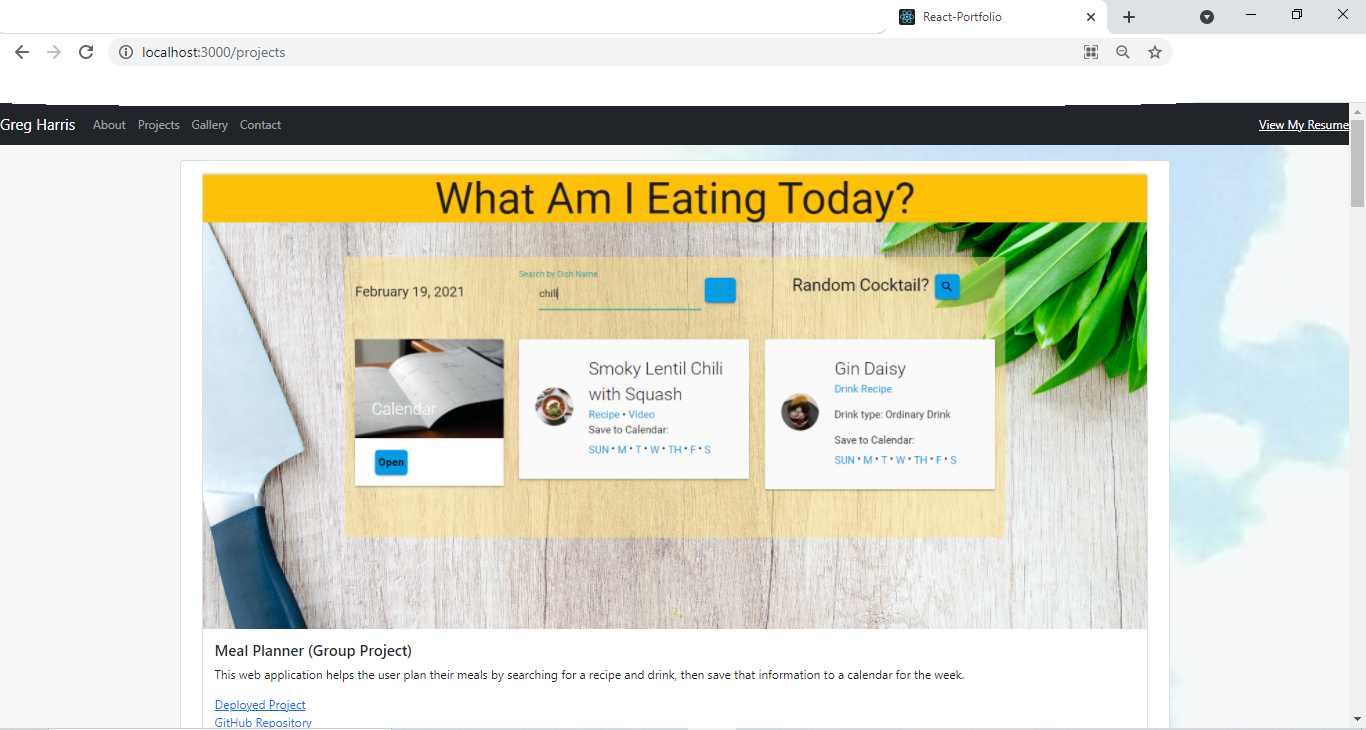 React-Portfolio
localhost:3000/projects
Greg Harris About Projects Gallery Contact View My Resume
What Am I Eating Today?
Search by Dish Name
February 19, 2021
chili
Random Cocktail?
Calendar
Open
Smoky Lentil Chili
with Squash
Recipe • Video
Save to Calendar:
SUN • M • T • W • TH • F • S
Gin Daisy
Drink Recipe
Drink type: Ordinary Drink
Save to Calendar:
SUN • M • T • W • TH • F • S
Meal Planner (Group Project)
This web application helps the user plan their meals by searching for a recipe and drink, then save that information to a calendar for the week.
Deployed Project
GitHub Repository